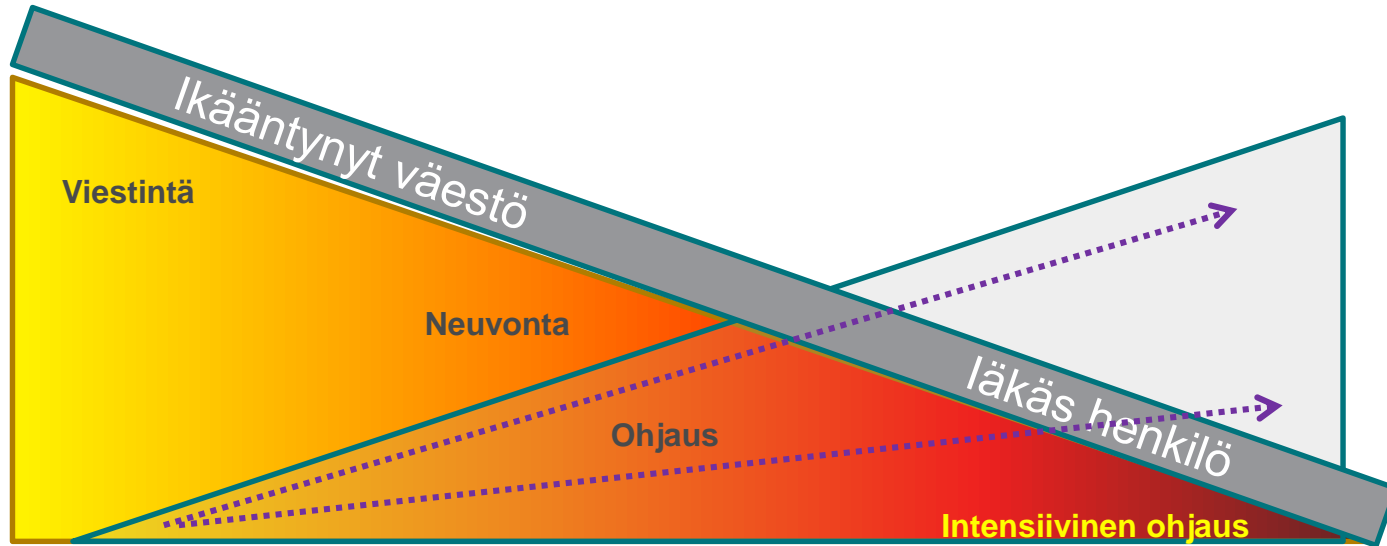 Ikääntynyt väestö
Viestintä
Neuvonta
Iäkäs henkilö
Ohjaus
Intensiivinen ohjaus